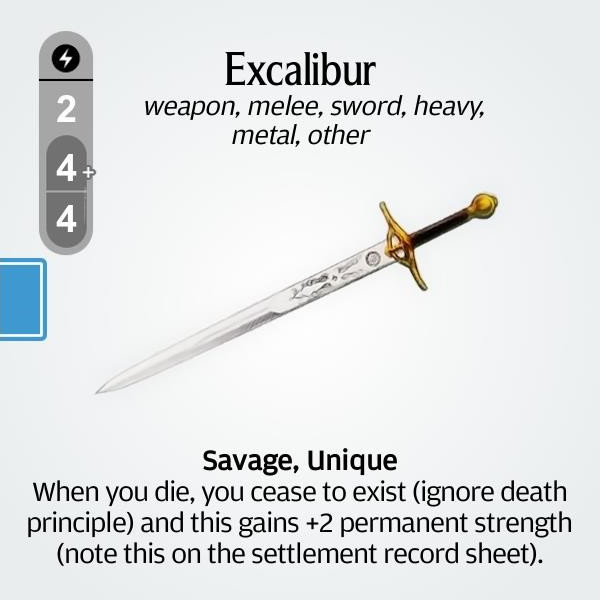 Excalibur
weapon, melee, sword, heavy,
metal, other
2
4+
4
Savage, Unique
When you die, you cease to exist (ignore death
principle) and this gains +2 permanent strength
(note this on the settlement record sheet).